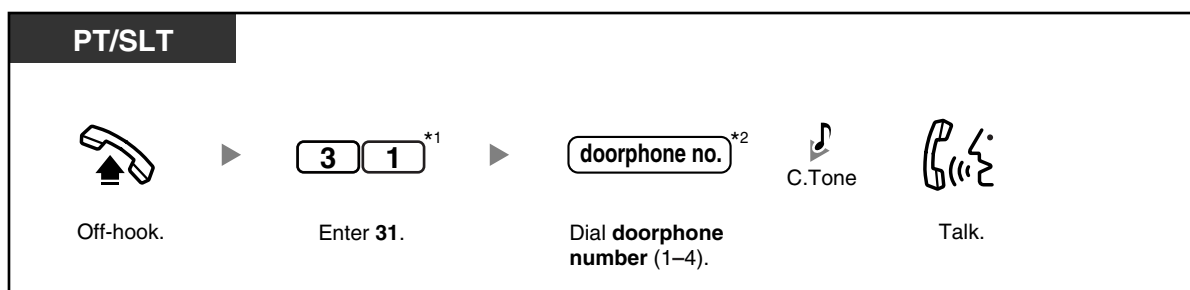 PT/SLT
3 1 *1
doorphone no. *2
C.Tone
Off-hook.
Enter 31.
Dial doorphone
number (1–4).
Talk.